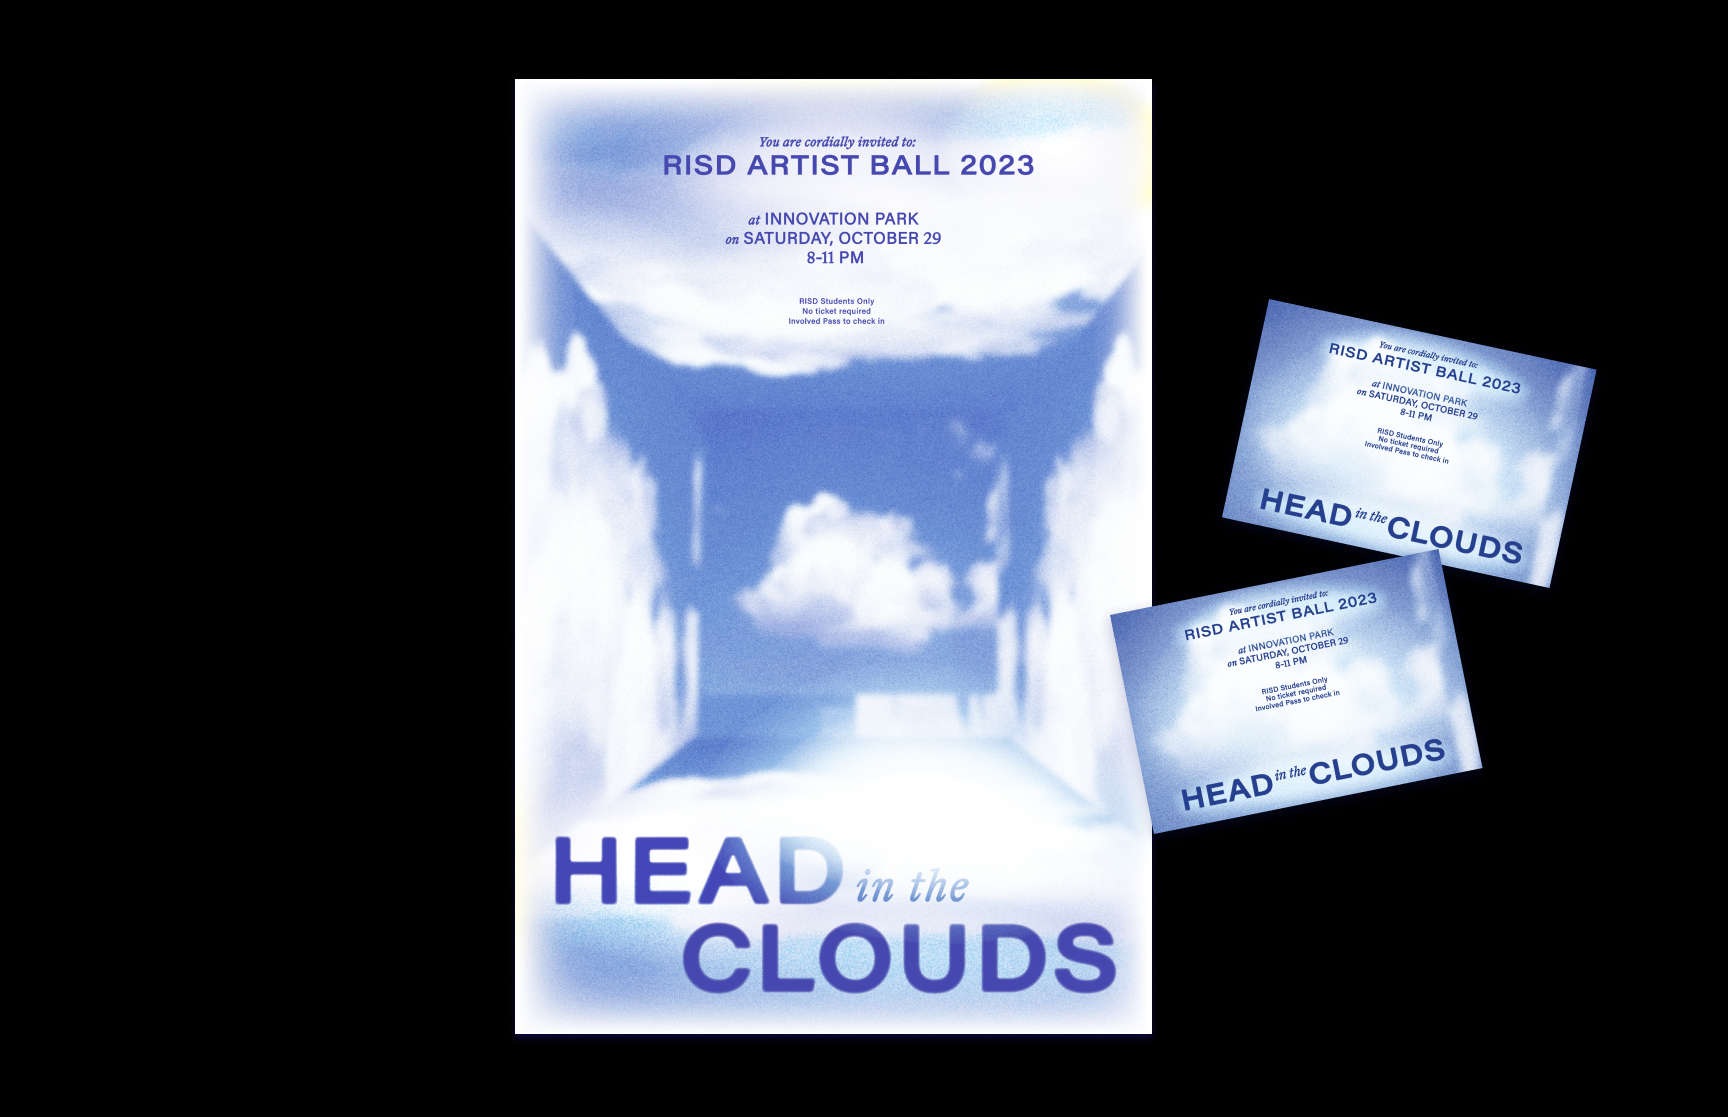 You are cordially invited to:
RISD ARTIST BALL 2023
at INNOVATION PARK
on SATURDAY, OCTOBER 29
8-11 PM
RISD Students Only
No ticket required
Involved Pass to check in
HEAD in the
CLOUDS
You are cordially invited to:
RISD ARTIST BALL 2023
at INNOVATION PARK
on SATURDAY, OCTOBER 29
8-11 PM
RISD Students Only
No ticket required
Involved Pass to check in
HEAD in the CLOUDS
You are cordially invited to:
RISD ARTIST BALL 2023
at INNOVATION PARK
on SATURDAY, OCTOBER 29
8-11 PM
RISD Students Only
No ticket required
Involved Pass to check in
HEAD in the CLOUDS